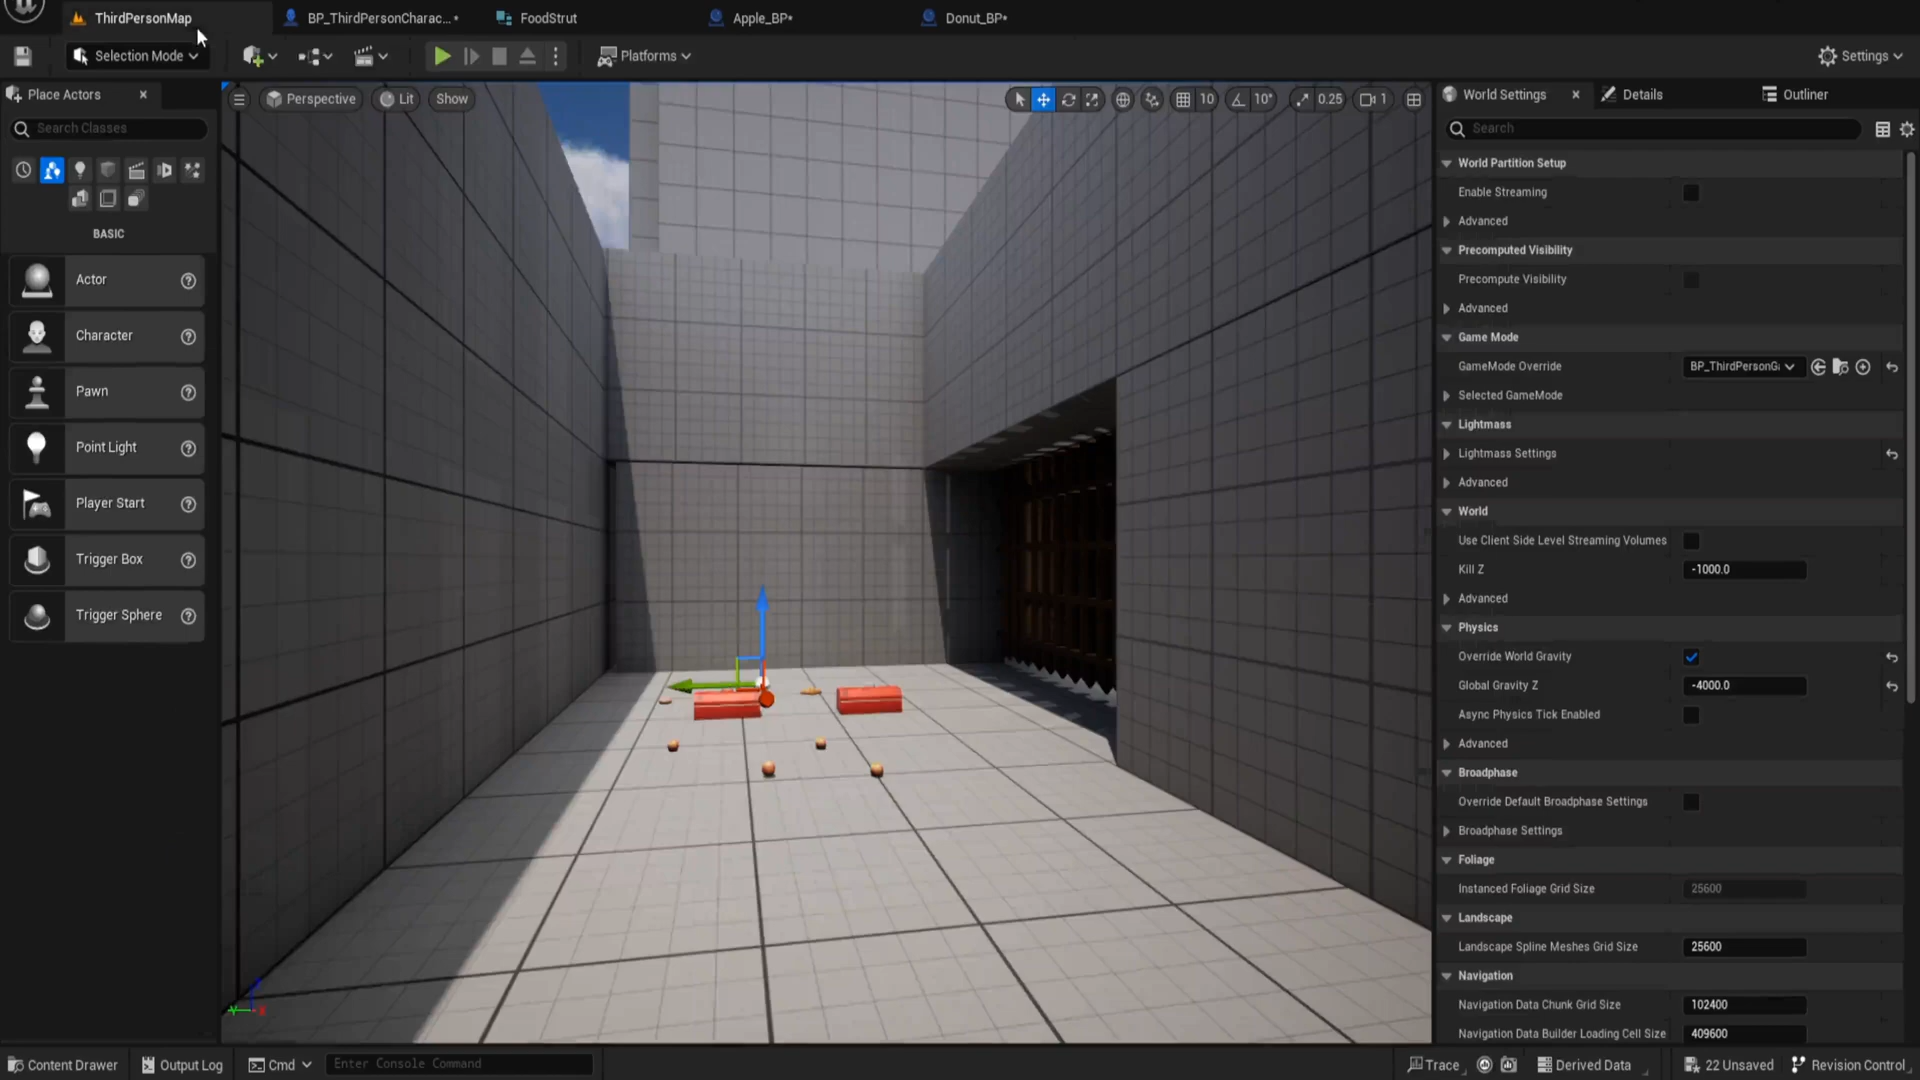 ThirdPersonMap
BP_ThirdPersonCharac...*
FoodStrut
Apple_BP*
Donut_BP*
Selection Mode
Platforms
Settings
Place Actors
Search Classes
BASIC
Actor
Character
Pawn
Point Light
Player Start
Trigger Box
Trigger Sphere
Perspective
Lit
Show
10
10°
0.25
1
World Settings
Details
Outliner
Search
World Partition Setup
Enable Streaming
Advanced
Precomputed Visibility
Precompute Visibility
Advanced
Game Mode
GameMode Override BP_ThirdPersonGa
Selected GameMode
Lightmass
Lightmass Settings
Advanced
World
Use Client Side Level Streaming Volumes
Kill Z -1000.0
Advanced
Physics
Override World Gravity
Global Gravity Z -4000.0
Async Physics Tick Enabled
Advanced
Broadphase
Override Default Broadphase Settings
Broadphase Settings
Foliage
Instanced Foliage Grid Size 25600
Landscape
Landscape Spline Meshes Grid Size 25600
Navigation
Navigation Data Chunk Grid Size 102400
Navigation Data Builder Loading Cell Size 409600
Content Drawer
Output Log
Cmd
Enter Console Command
Trace
Derived Data
22 Unsaved
Revision Control